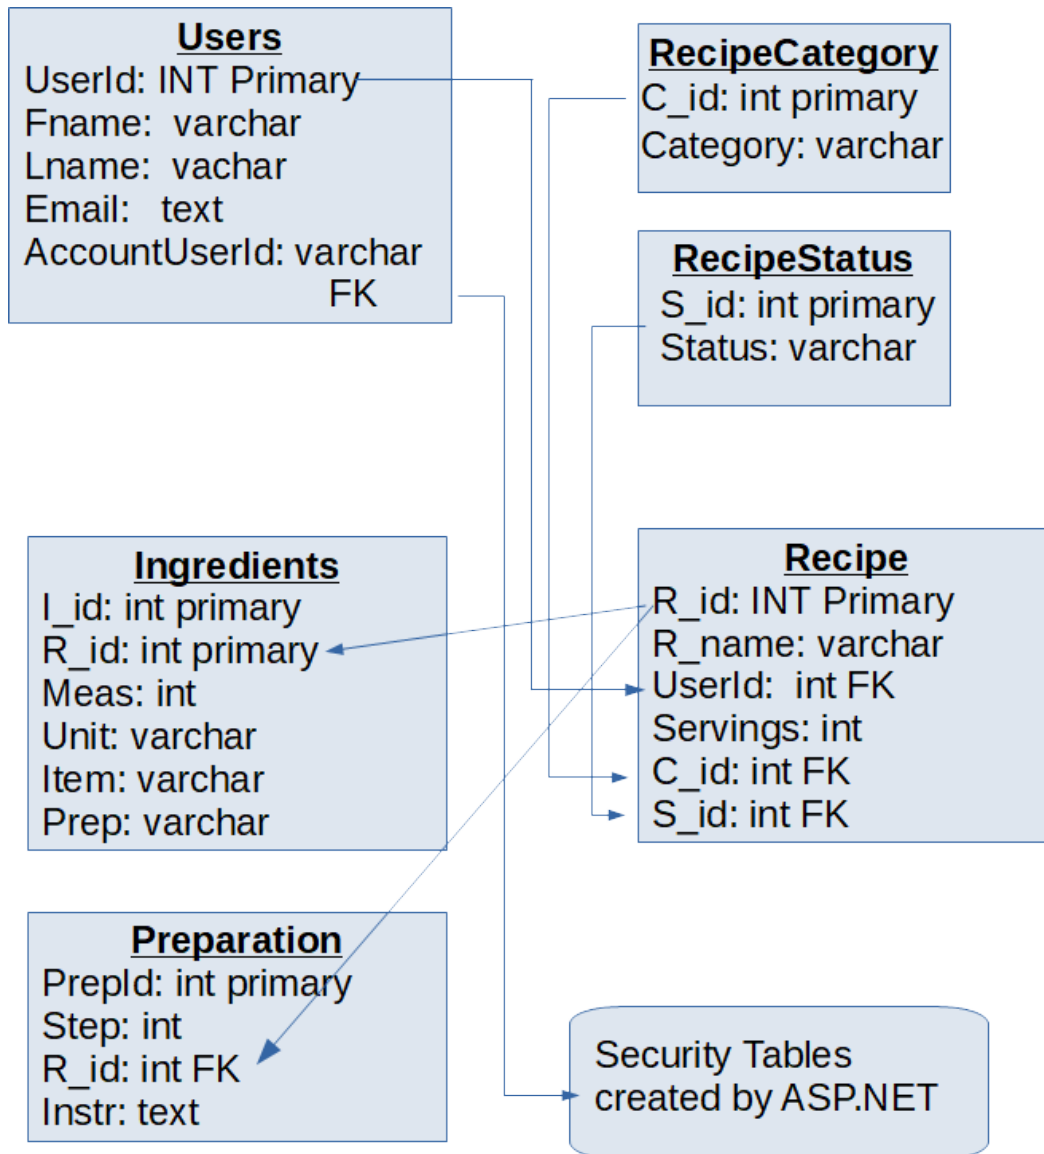 Users
UserId: INT Primary
Fname:  varchar
Lname:  vachar
Email:   text
AccountUserId: varchar
FK
RecipeCategory
C_id: int primary
Category: varchar
RecipeStatus
S_id: int primary
Status: varchar
Ingredients
I_id: int primary
R_id: int primary
Meas: int
Unit: varchar
Item: varchar
Prep: varchar
Recipe
R_id: INT Primary
R_name: varchar
UserId:  int FK
Servings: int
C_id: int FK
S_id: int FK
Preparation
PrepId: int primary
Step: int
R_id: int FK
Instr: text
Security Tables
created by ASP.NET